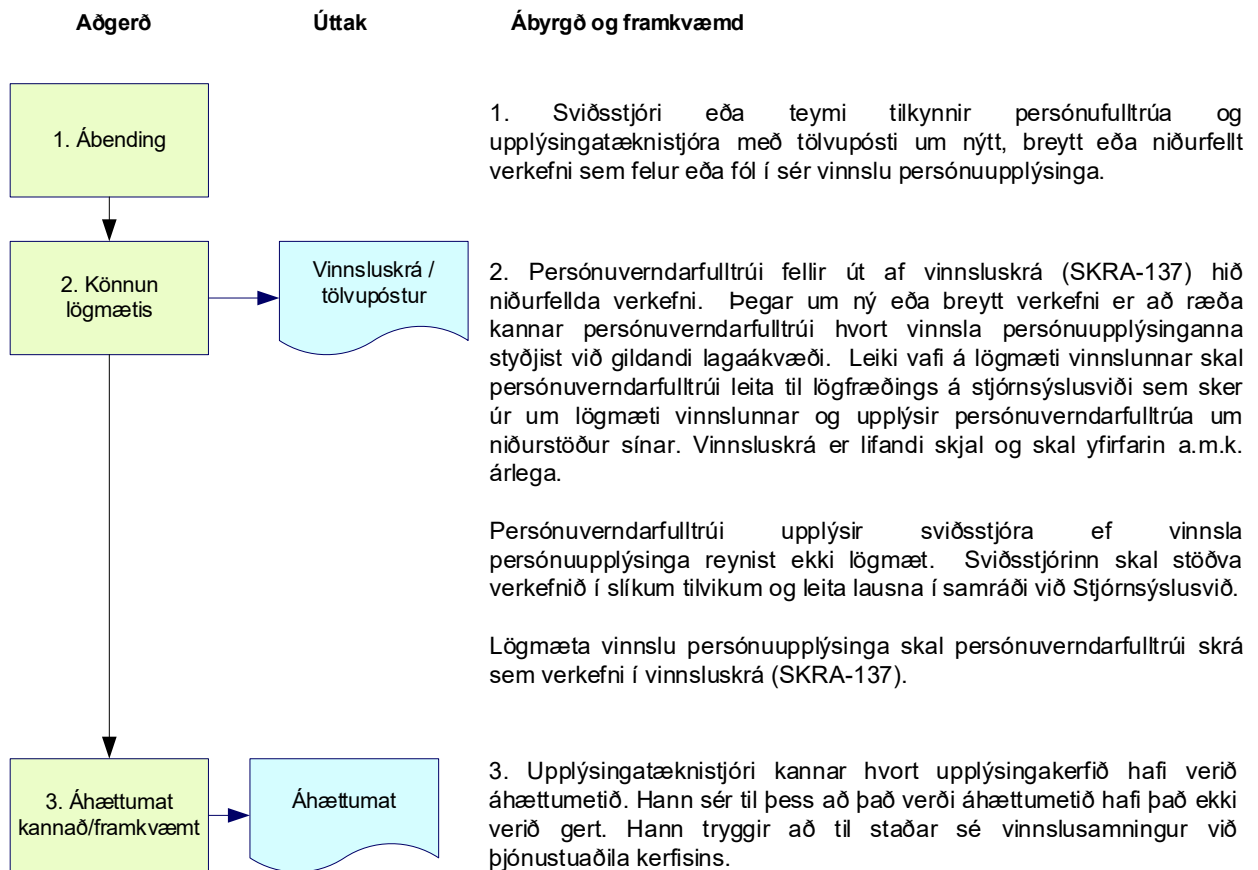 Aðgerð Úttak Ábyrgð og framkvæmd
1. Ábending
1. Sviðsstjóri eða teymi tilkynnir persónufulltrúa og
upplýsingatæknistjóra með tölvupósti um nýtt, breytt eða niðurfellt
verkefni sem felur eða fól í sér vinnslu persónuupplýsinga.
2. Könnun
lögmætis
Vinnsluskrá /
tölvupóstur
2. Persónuverndarfulltrúi fellir út af vinnsluskrá (SKRA-137) hið
niðurfellda verkefni. Þegar um ný eða breytt verkefni er að ræða
kannar persónuverndarfulltrúi hvort vinnsla persónuupplýsinganna
styðjist við gildandi lagaákvæði. Leiki vafi á lögmæti vinnslunnar skal
persónuverndarfulltrúi leita til lögfræðings á stjórnsýslusviði sem sker
úr um lögmæti vinnslunnar og upplýsir persónuverndarfulltrúa um
niðurstöður sínar. Vinnsluskrá er lifandi skjal og skal yfirfarin a.m.k.
árlega.
Persónuverndarfulltrúi upplýsir sviðsstjóra ef vinnsla
persónuupplýsinga reynist ekki lögmæt. Sviðsstjórinn skal stöðva
verkefnið í slíkum tilvikum og leita lausna í samráði við Stjórnsýslusvið.
Lögmæta vinnslu persónuupplýsinga skal persónuverndarfulltrúi skrá
sem verkefni í vinnsluskrá (SKRA-137).
3. Áhættumat
kannað/framkvæmt
Áhættumat
3. Upplýsingatæknistjóri kannar hvort upplýsingakerfið hafi verið
áhættumetið. Hann sér til þess að það verði áhættumetið hafi það ekki
verið gert. Hann tryggir að til staðar sé vinnslusamningur við
þjónustuaðila kerfisins.